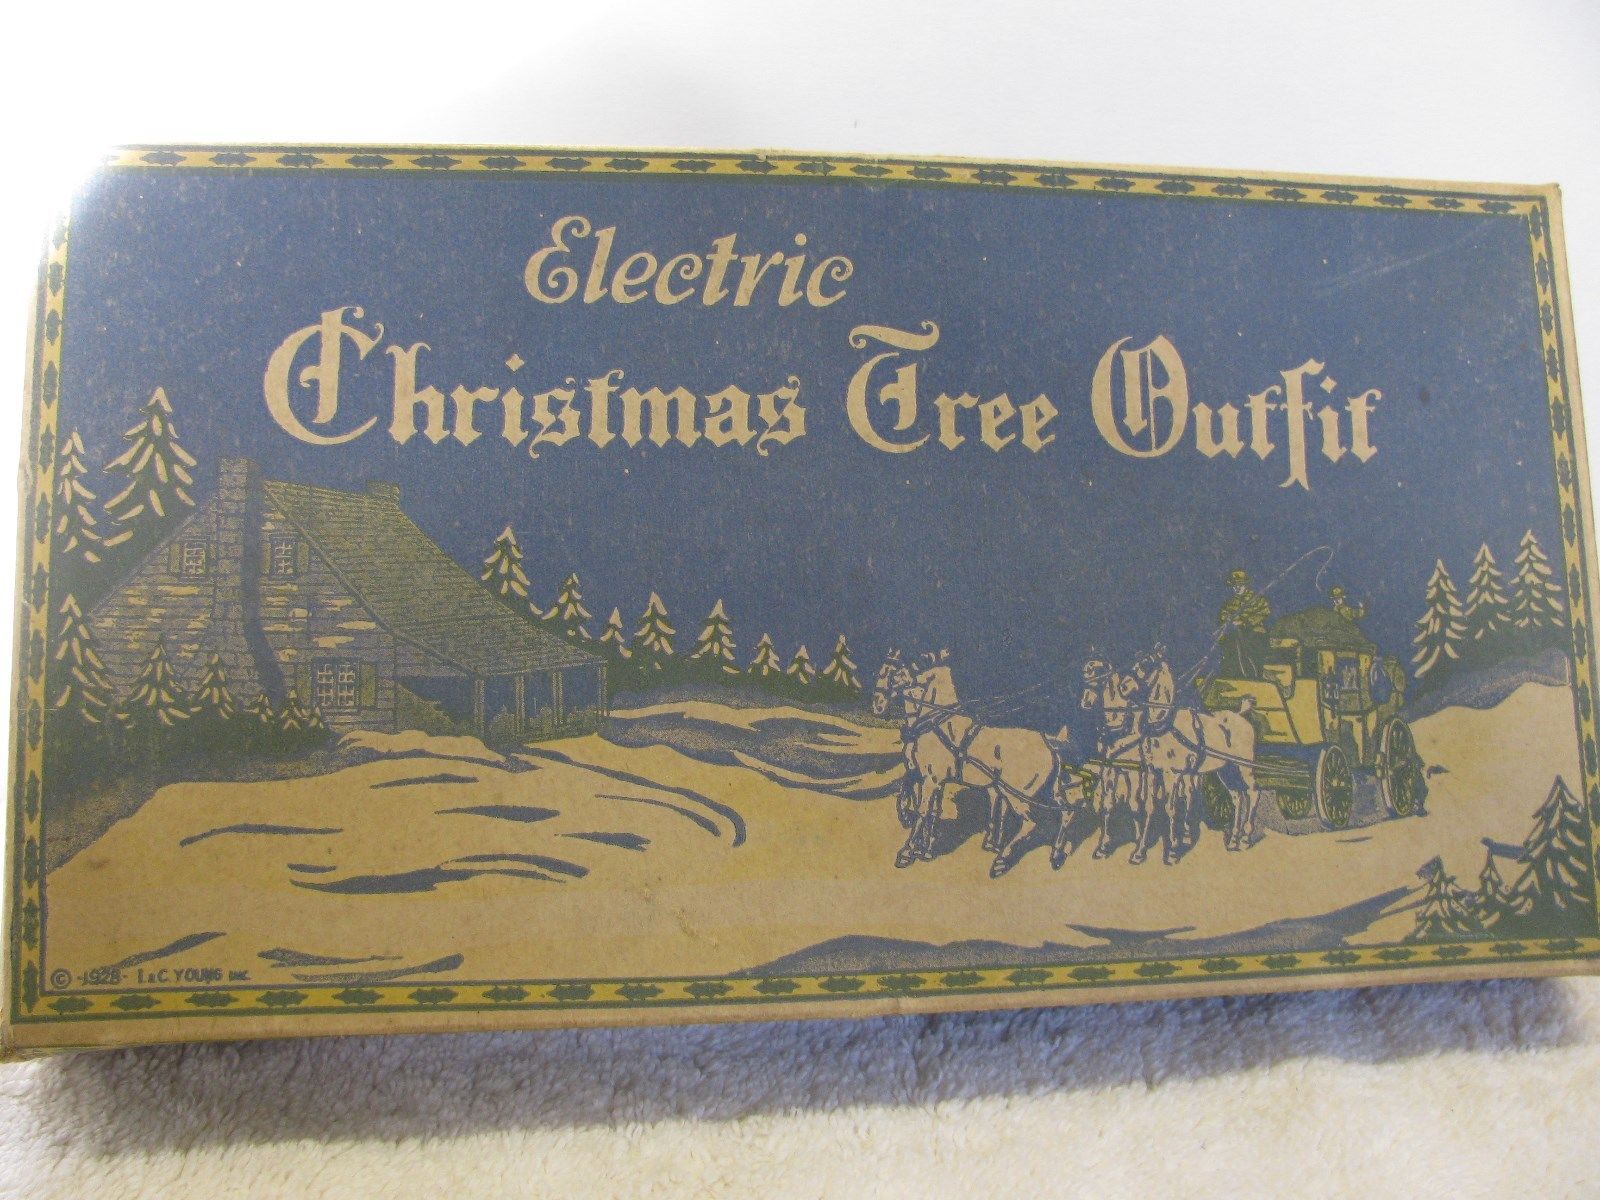 Electric
Christmas Tree Outfit
© -1928- I. & C. YOUNG INC.